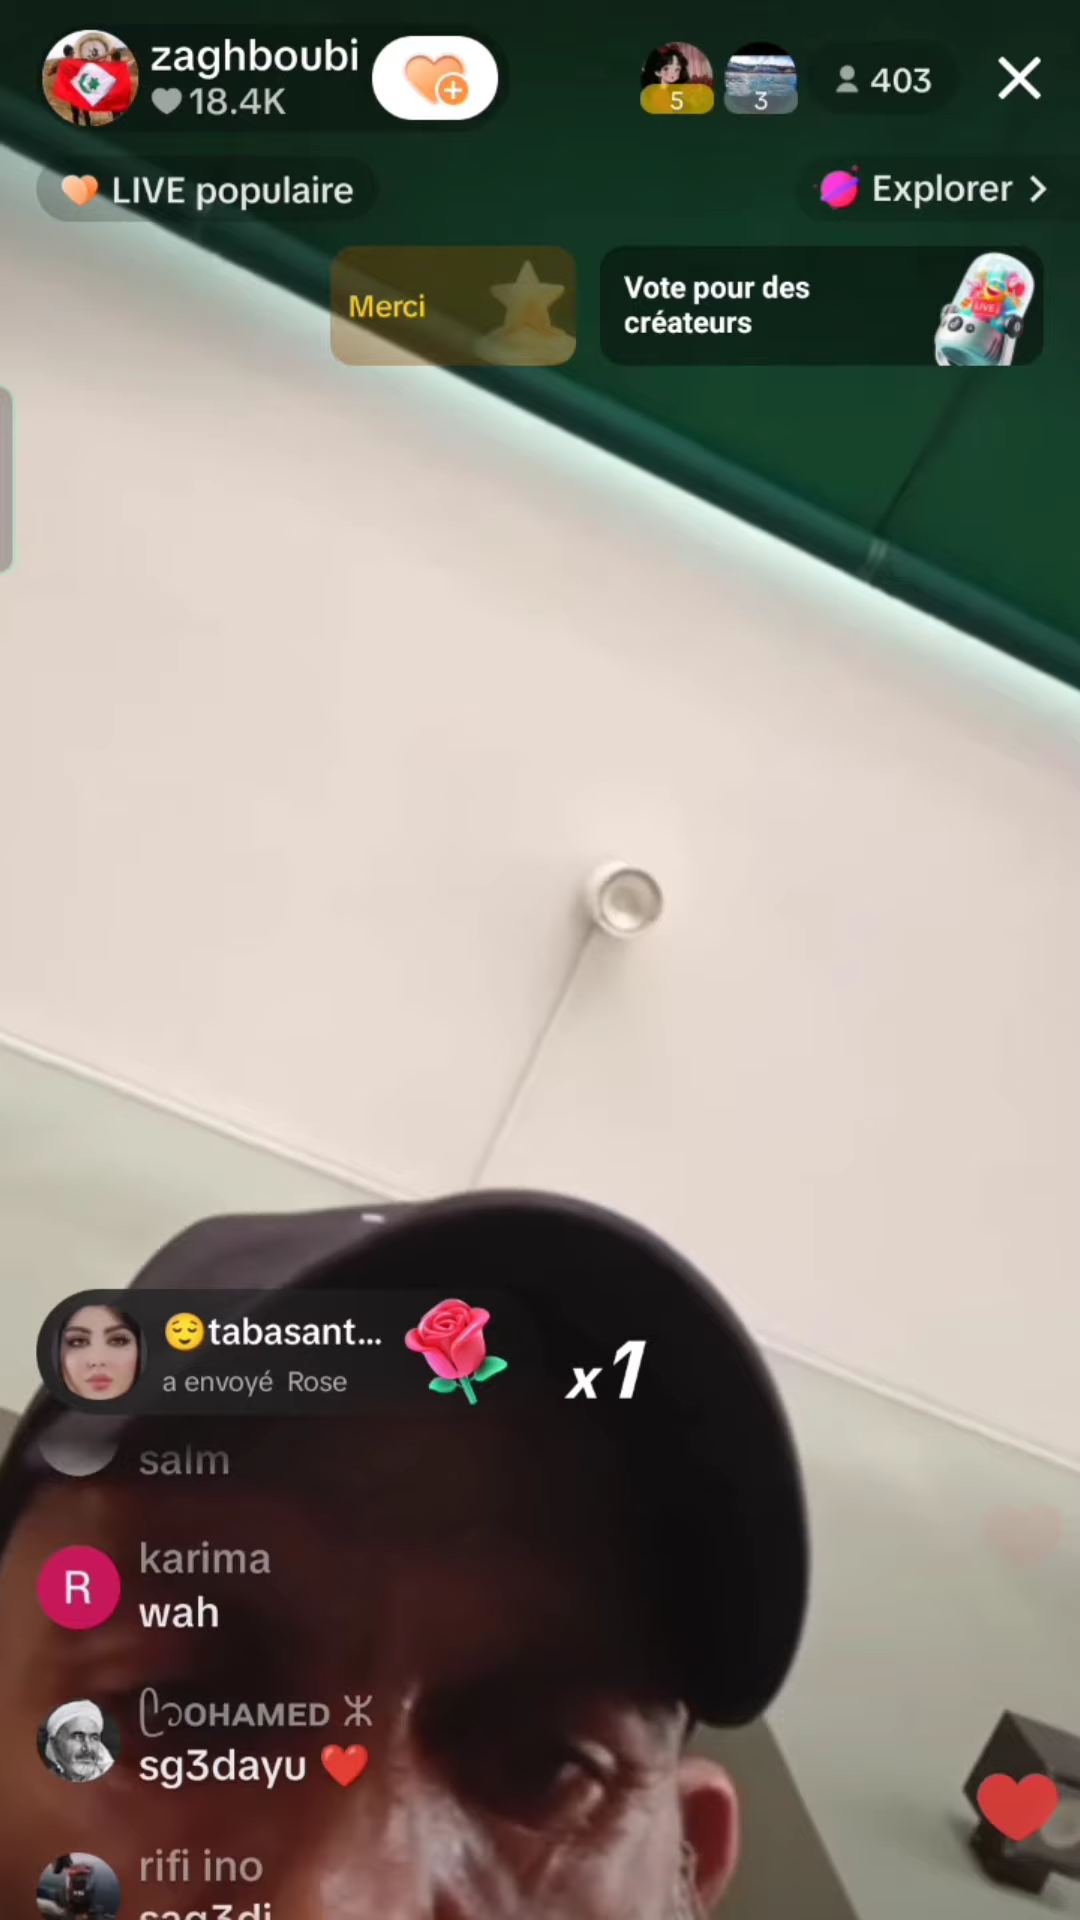 zaghboubi
18.4K
5
3
403
LIVE populaire
Explorer
Merci
Vote pour des
créateurs
😌tabasant...
a envoyé Rose
x1
salm
karima
R
wah
OHAMED ⵣ
sg3dayu ❤️
rifi ino
sag3di